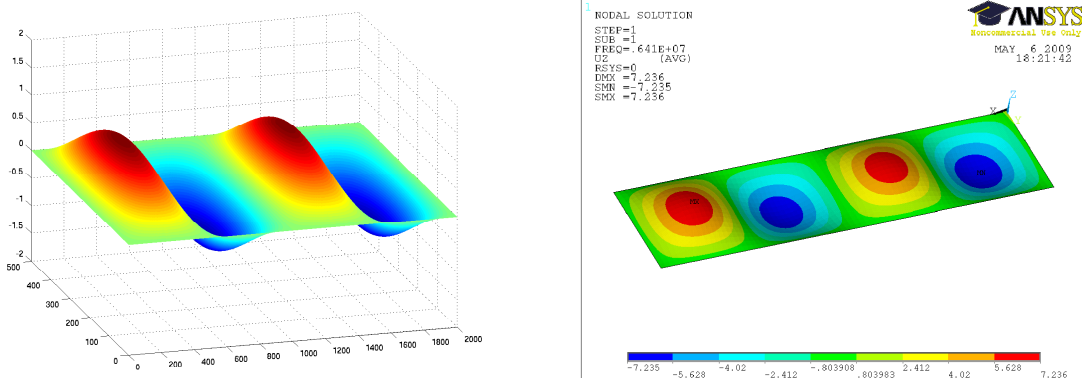 2
1.5
1
0.5
0
-0.5
-1
-1.5
-2
500
400
300
200
100
0
0
200
400
600
800
1000
1200
1400
1600
1800
2000
1
NODAL SOLUTION
STEP=1
SUB =1
FREQ=.641E+07
UZ (AVG)
RSYS=0
DMX =7.236
SMN =-7.235
SMX =7.236
ANSYS
Noncommercial Use Only
MAY 6 2009
18:21:42
Z
X
Y
MX
-7.235 -4.02 -.803908 2.412 5.628
-5.628 -2.412 .803983 4.02 7.236